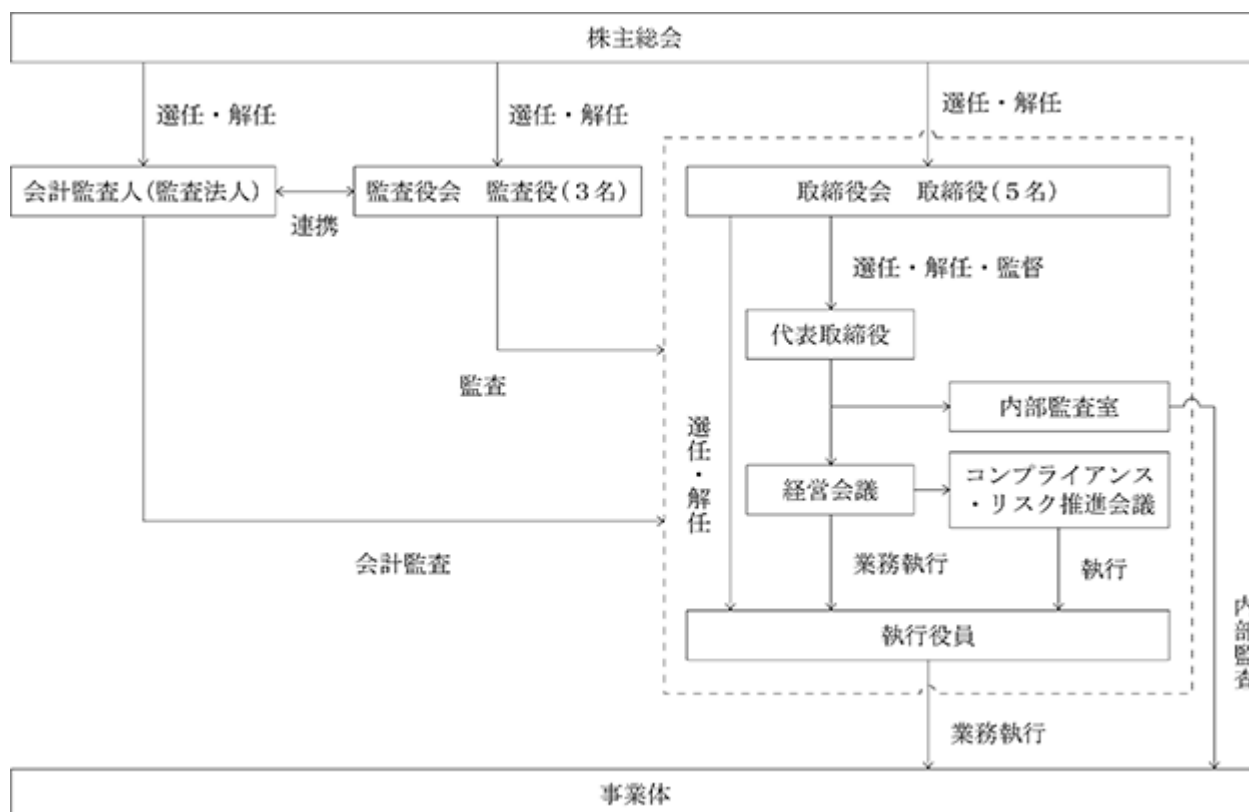 株主総会
選任・解任
選任・解任
選任・解任
会計監査人(監査法人)
連携
監査役会　監査役(3名)
取締役会　取締役(5名)
選任・解任・監督
代表取締役
監査
内部監査室
選任・解任
経営会議
コンプライアンス
・リスク推進会議
会計監査
業務執行
執行
執行役員
内部監査
業務執行
事業体